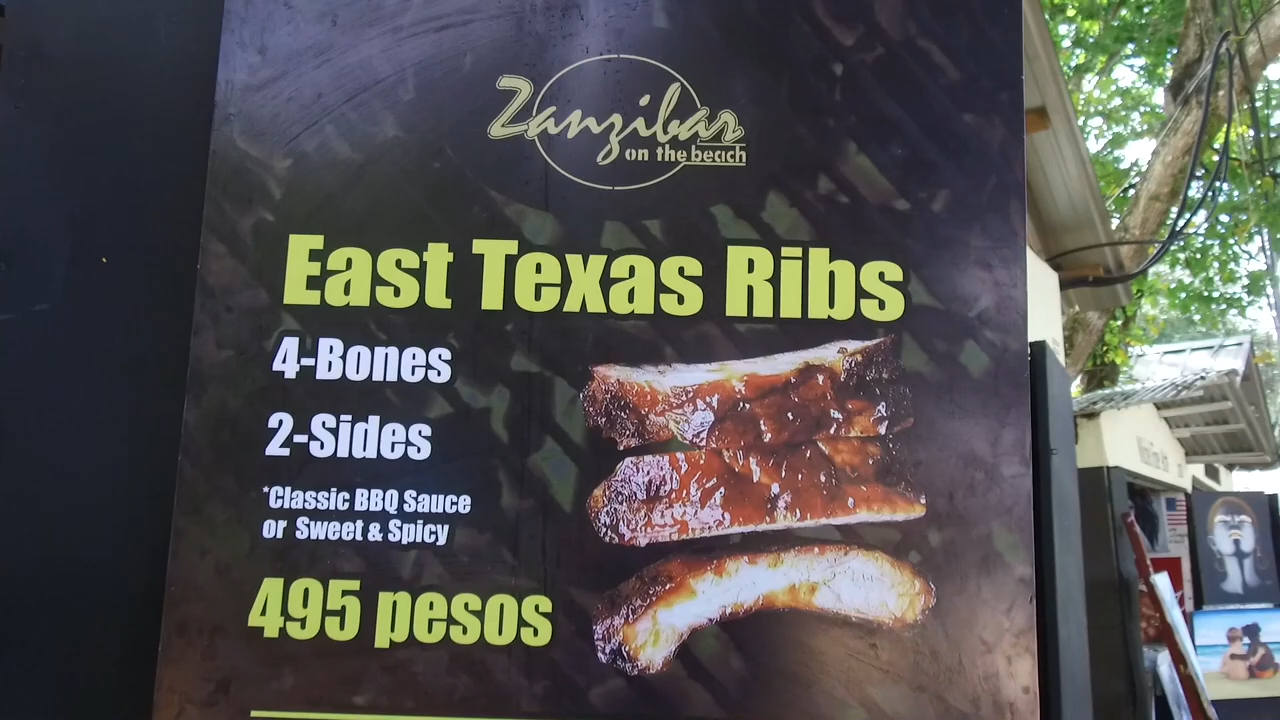 Zanzibar
on the beach
East Texas Ribs
4-Bones
2-Sides
*Classic BBQ Sauce
or Sweet & Spicy
495 pesos